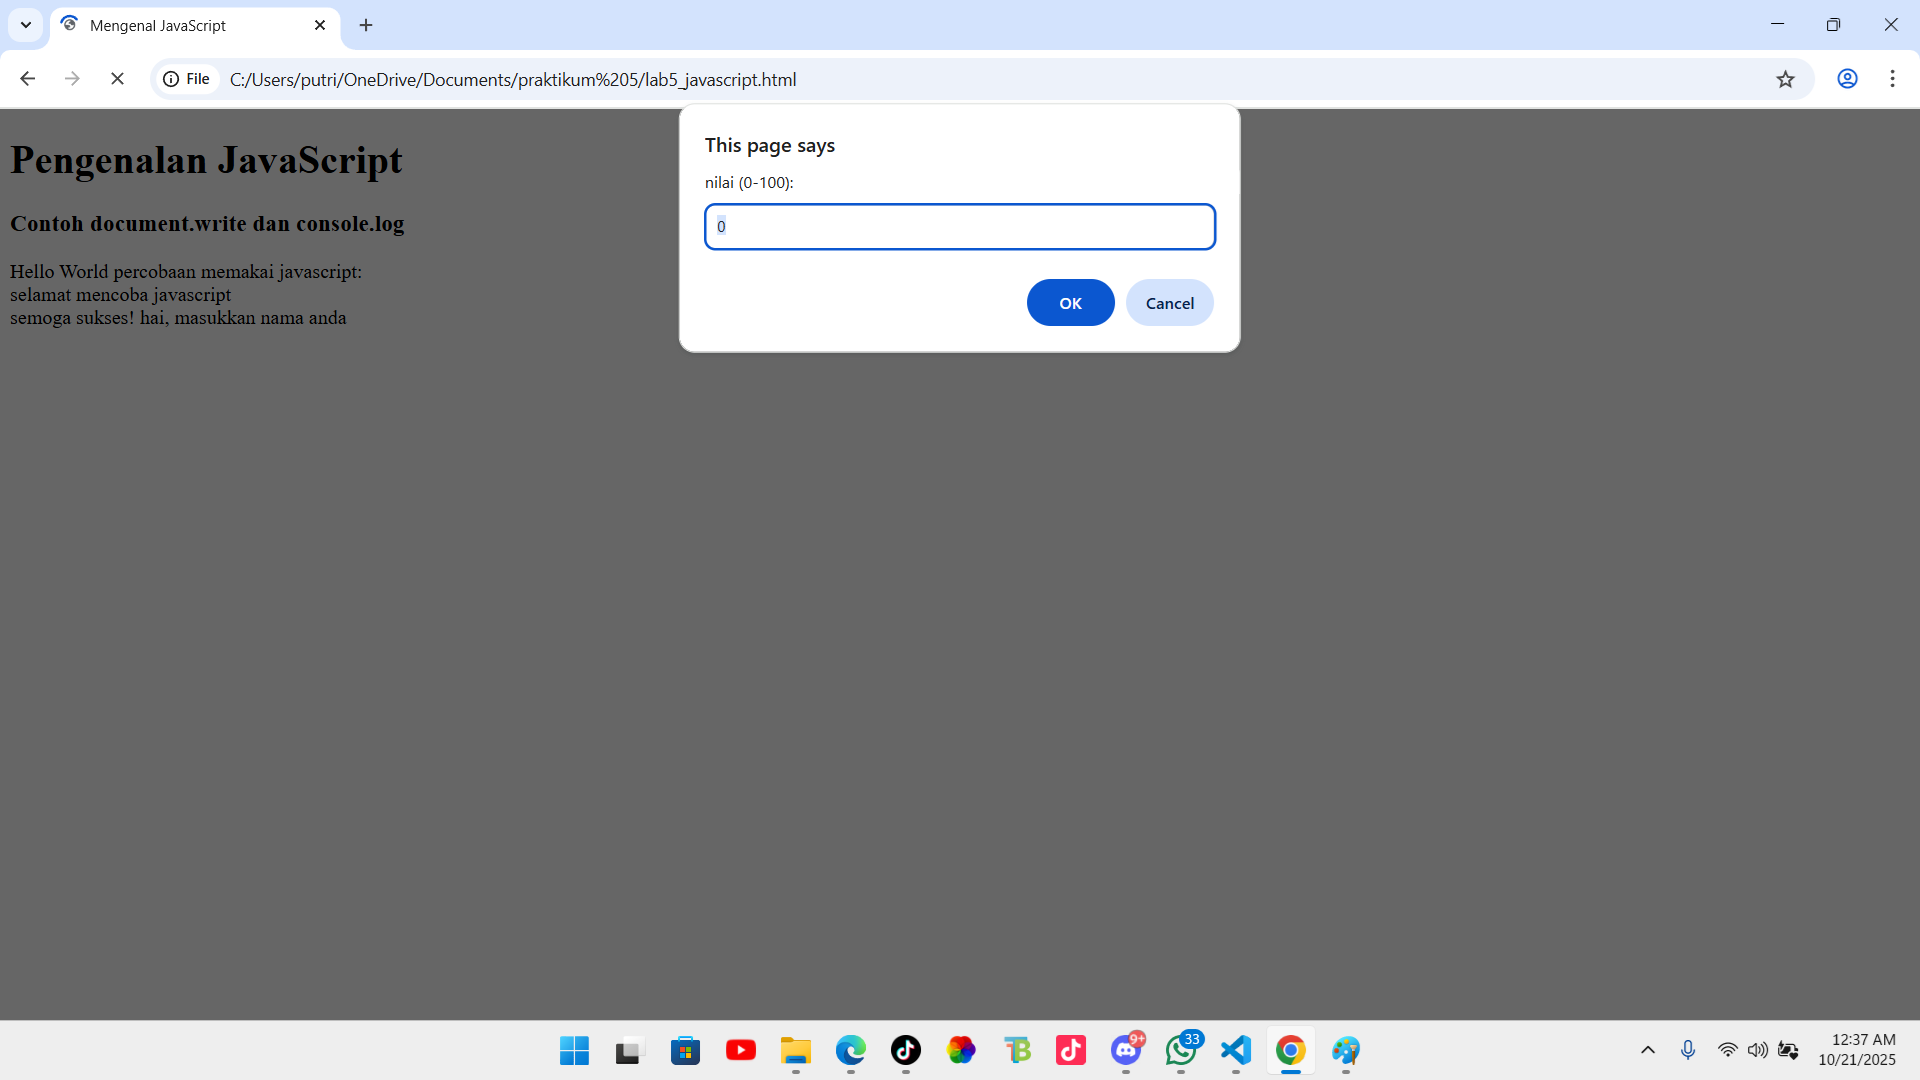 Mengenal JavaScript
File
C:/Users/putri/OneDrive/Documents/praktikum%205/lab5_javascript.html
This page says
nilai (0-100):
0
OK
Cancel
Pengenalan JavaScript
Contoh document.write dan console.log
Hello World percobaan memakai javascript:
selamat mencoba javascript
semoga sukses! hai, masukkan nama anda
9+
33
12:37 AM
10/21/2025